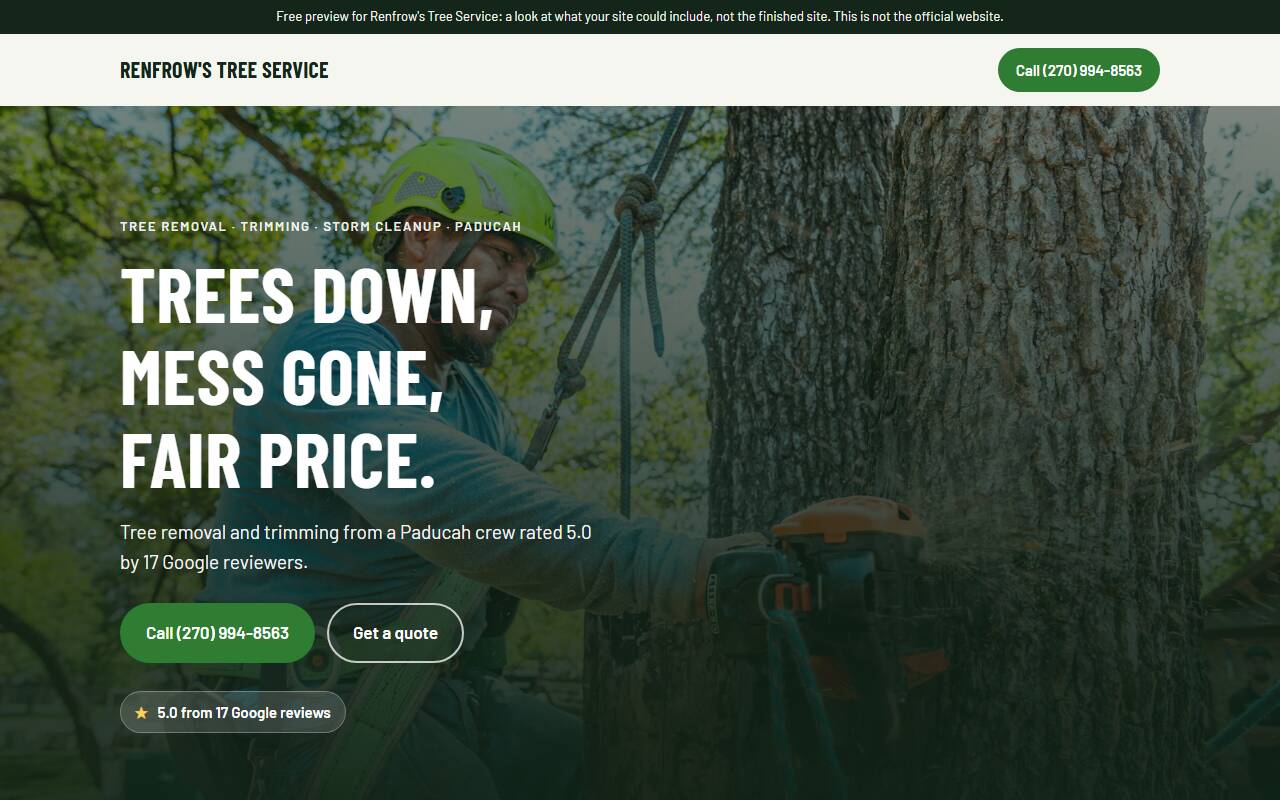 Free preview for Renfrow's Tree Service: a look at what your site could include, not the finished site. This is not the official website.
RENFROW'S TREE SERVICE
Call (270) 994-8563
TREE REMOVAL · TRIMMING · STORM CLEANUP · PADUCAH
TREES DOWN,
MESS GONE,
FAIR PRICE.
Tree removal and trimming from a Paducah crew rated 5.0
by 17 Google reviewers.
Call (270) 994-8563
Get a quote
★ 5.0 from 17 Google reviews